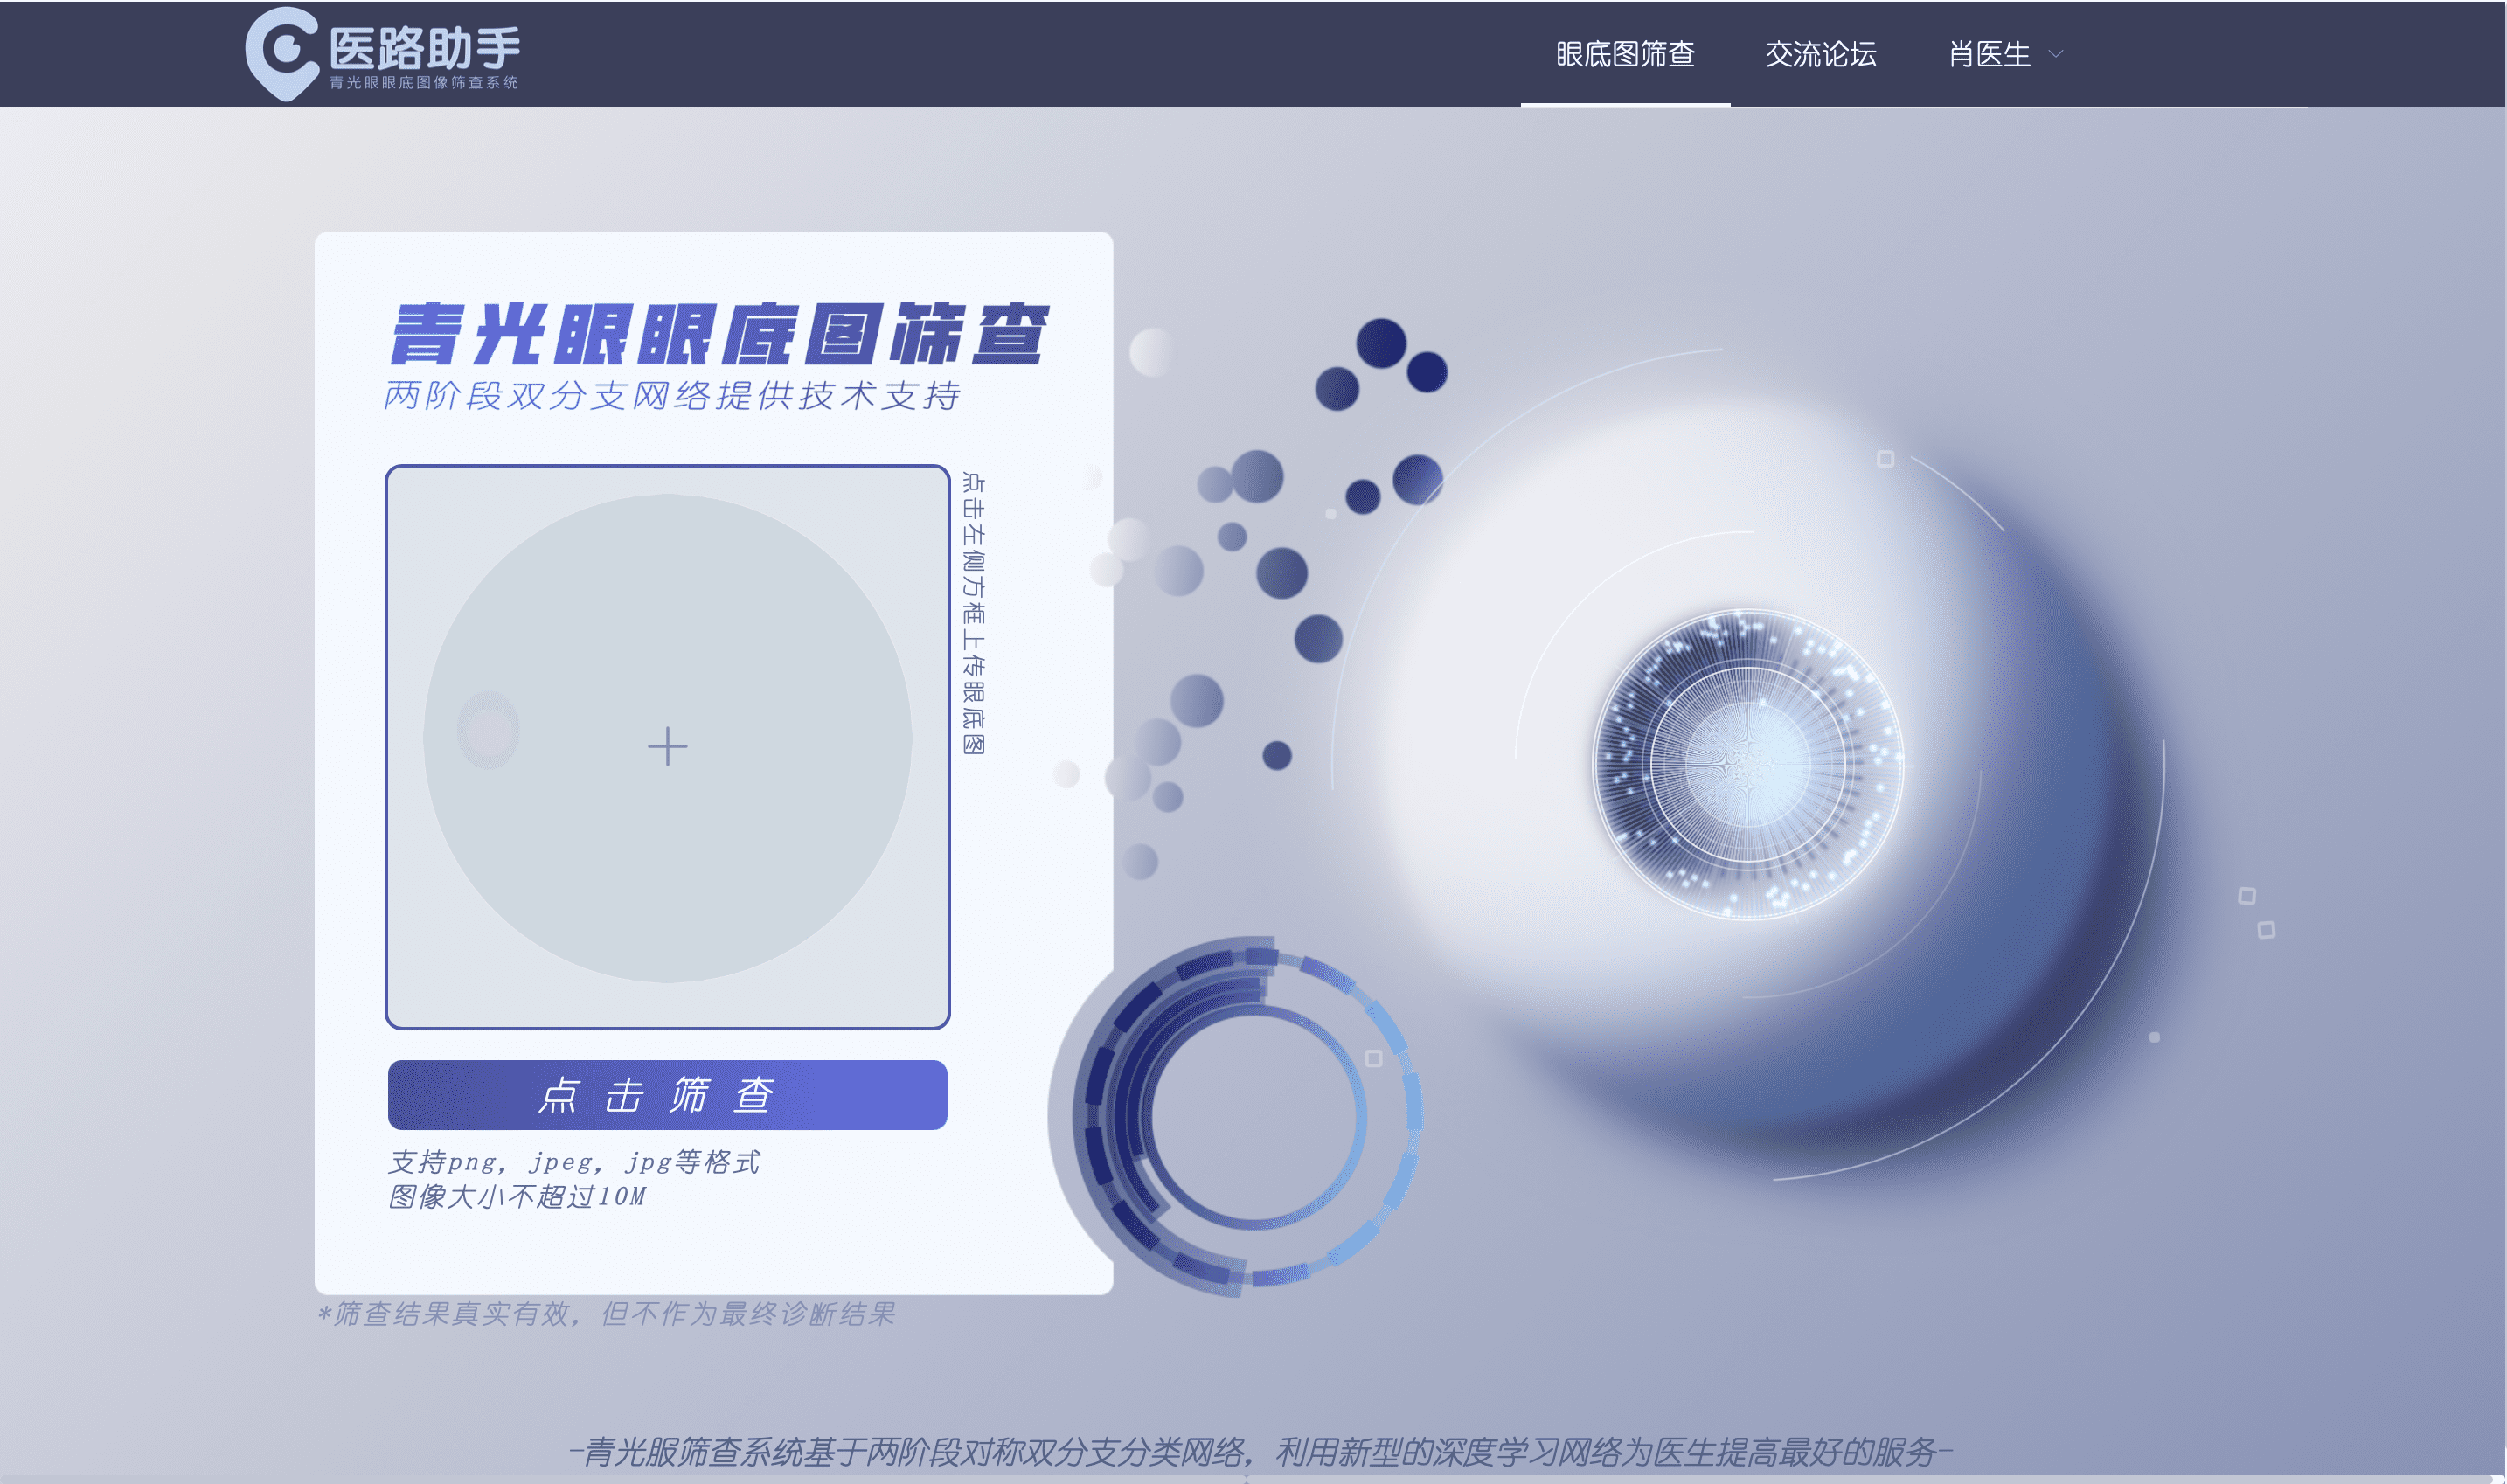 医路助手
青光眼眼底图像筛查系统
眼底图筛查
交流论坛
肖医生
青光眼眼底图筛查
两阶段双分支网络提供技术支持
点击左侧方框上传眼底图
点击筛查
支持png，jpeg，jpg等格式
图像大小不超过10M
*筛查结果真实有效，但不作为最终诊断结果
-青光服筛查系统基于两阶段对称双分支分类网络，利用新型的深度学习网络为医生提高最好的服务-